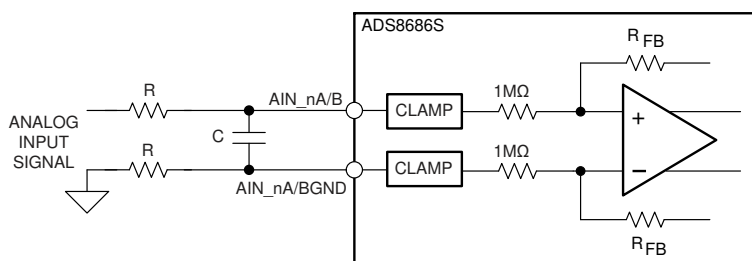 ADS8686S
R FB
R
AIN_nA/B
CLAMP
1MΩ
+
ANALOG
INPUT
SIGNAL
C
R
AIN_nA/BGND
CLAMP
1MΩ
−
R FB